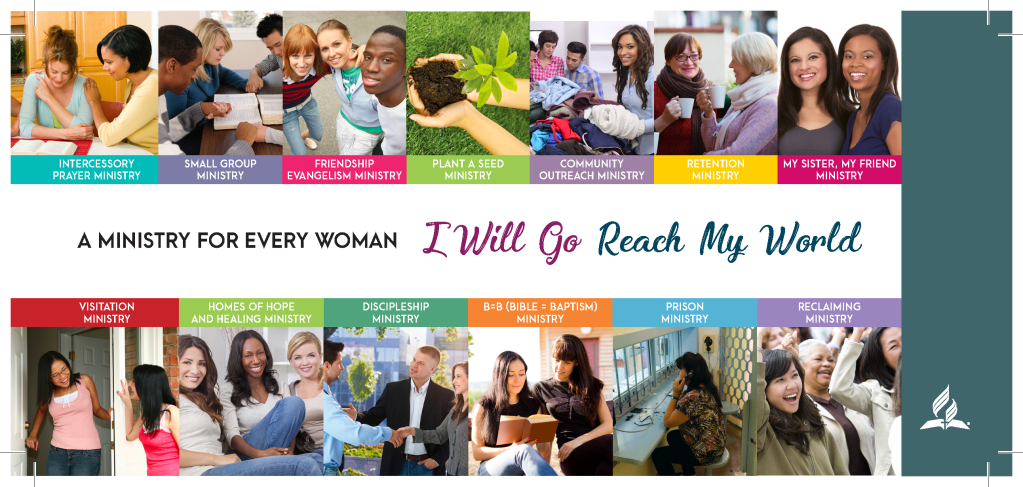 INTERCESSORY
PRAYER MINISTRY
SMALL GROUP
MINISTRY
FRIENDSHIP
EVANGELISM MINISTRY
PLANT A SEED
MINISTRY
COMMUNITY
OUTREACH MINISTRY
RETENTION
MINISTRY
MY SISTER, MY FRIEND
MINISTRY
A MINISTRY FOR EVERY WOMAN I Will Go Reach My World
VISITATION
MINISTRY
HOMES OF HOPE
AND HEALING MINISTRY
DISCIPLESHIP
MINISTRY
B=B (BIBLE = BAPTISM)
MINISTRY
PRISON
MINISTRY
RECLAIMING
MINISTRY